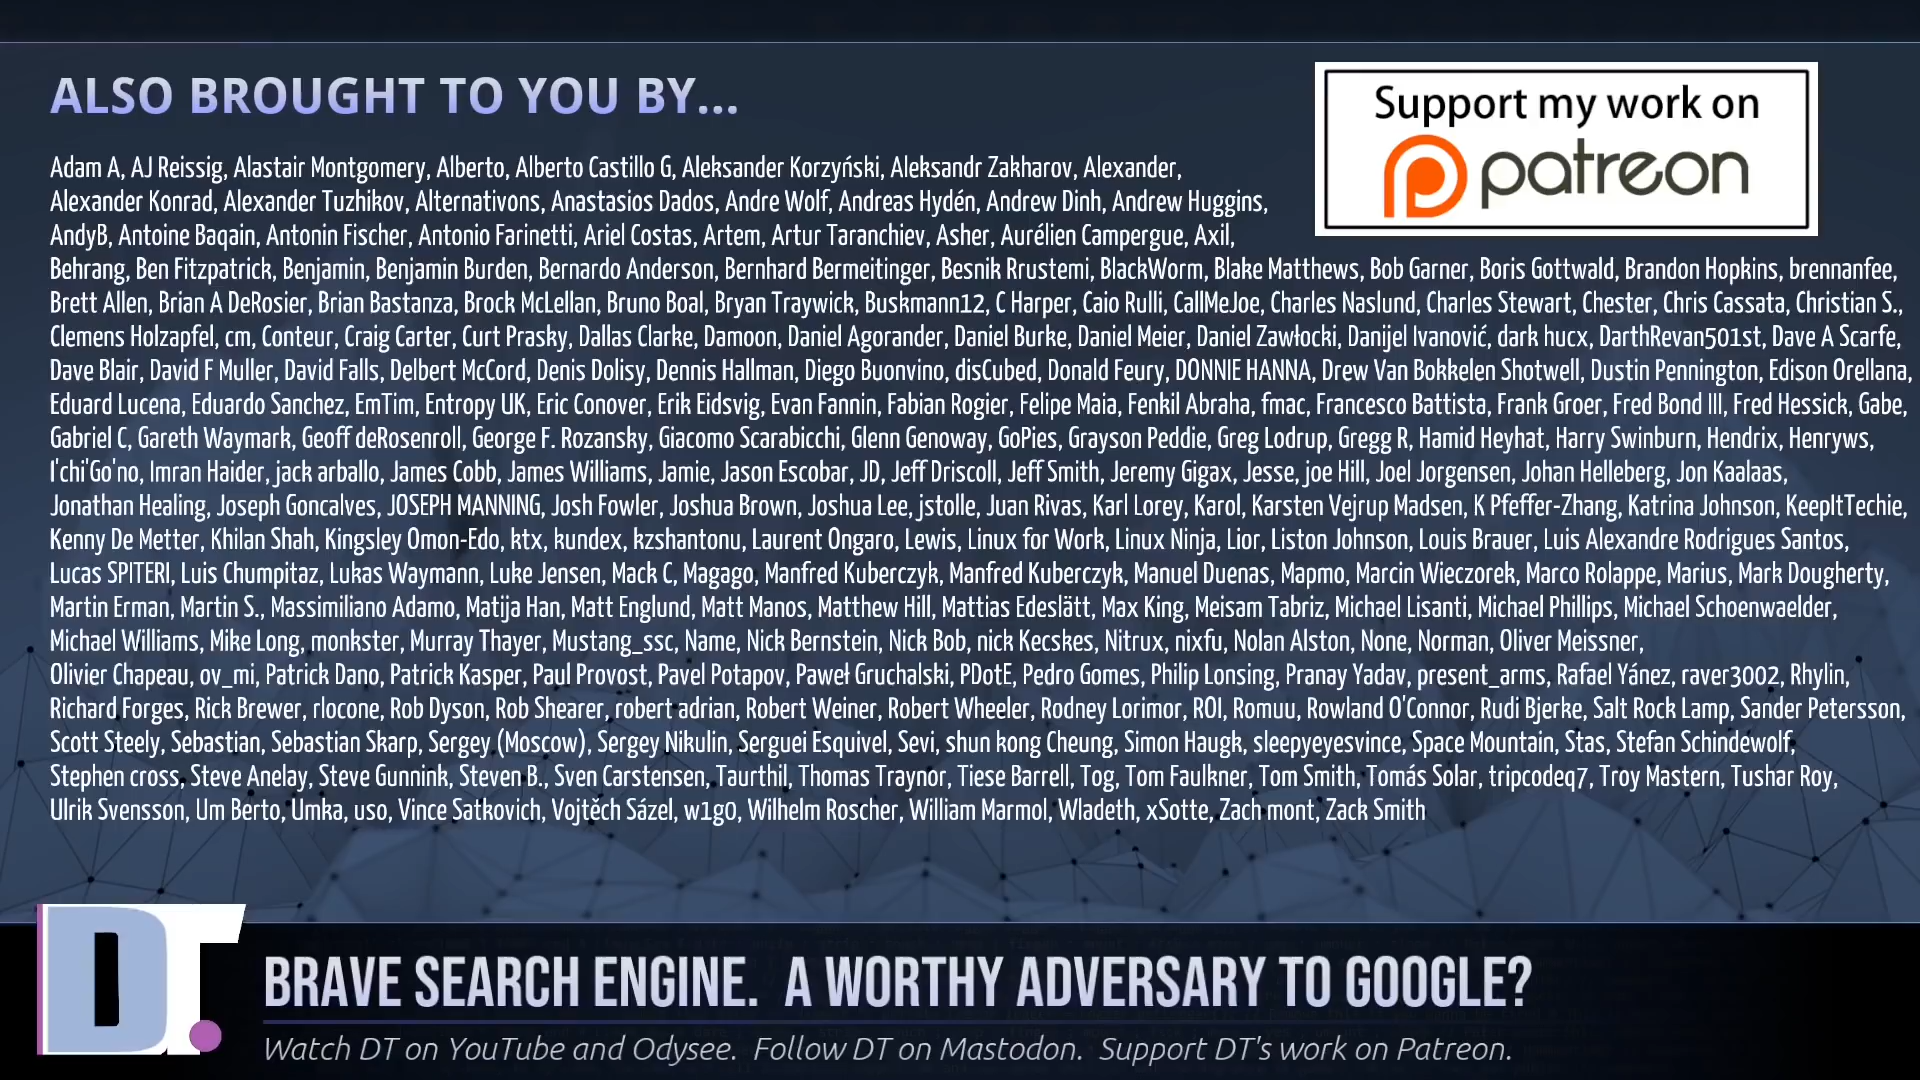 ALSO BROUGHT TO YOU BY...
Support my work on
patreon
Adam A, AJ Reissig, Alastair Montgomery, Alberto, Alberto Castillo G, Aleksander Korzyński, Aleksandr Zakharov, Alexander,
Alexander Konrad, Alexander Tuzhikov, Alternativons, Anastasios Dados, Andre Wolf, Andreas Hydén, Andrew Dinh, Andrew Huggins,
AndyB, Antoine Baqain, Antonin Fischer, Antonio Farinetti, Ariel Costas, Artem, Artur Taranchiev, Asher, Aurélien Campergue, Axil,
Behrang, Ben Fitzpatrick, Benjamin, Benjamin Burden, Bernardo Anderson, Bernhard Bermeitinger, Besnik Rrustemi, BlackWorm, Blake Matthews, Bob Garner, Boris Gottwald, Brandon Hopkins, brennanfee,
Brett Allen, Brian A DeRosier, Brian Bastanza, Brock McLellan, Bruno Boal, Bryan Traywick, Buskmann12, C Harper, Caio Rulli, CallMeJoe, Charles Naslund, Charles Stewart, Chester, Chris Cassata, Christian S.,
Clemens Holzapfel, cm, Conteur, Craig Carter, Curt Prasky, Dallas Clarke, Damoon, Daniel Agorander, Daniel Burke, Daniel Meier, Daniel Zawłocki, Danijel Ivanović, dark hucx, DarthRevan501st, Dave A Scarfe,
Dave Blair, David F Muller, David Falls, Delbert McCord, Denis Dolisy, Dennis Hallman, Diego Buonvino, disCubed, Donald Feury, DONNIE HANNA, Drew Van Bokkelen Shotwell, Dustin Pennington, Edison Orellana,
Eduard Lucena, Eduardo Sanchez, EmTim, Entropy UK, Eric Conover, Erik Eidsvig, Evan Fannin, Fabian Rogier, Felipe Maia, Fenkil Abraha, fmac, Francesco Battista, Frank Groer, Fred Bond III, Fred Hessick, Gabe,
Gabriel C, Gareth Waymark, Geoff deRosenroll, George F. Rozansky, Giacomo Scarabicchi, Glenn Genoway, GoPies, Grayson Peddie, Greg Lodrup, Gregg R, Hamid Heyhat, Harry Swinburn, Hendrix, Henryws,
I'chi'Go'no, Imran Haider, jack arballo, James Cobb, James Williams, Jamie, Jason Escobar, JD, Jeff Driscoll, Jeff Smith, Jeremy Gigax, Jesse, joe Hill, Joel Jorgensen, Johan Helleberg, Jon Kaalaas,
Jonathan Healing, Joseph Goncalves, JOSEPH MANNING, Josh Fowler, Joshua Brown, Joshua Lee, jstolle, Juan Rivas, Karl Lorey, Karol, Karsten Vejrup Madsen, K Pfeffer-Zhang, Katrina Johnson, KeepItTechie,
Kenny De Metter, Khilan Shah, Kingsley Omon-Edo, ktx, kundex, kzshantonu, Laurent Ongaro, Lewis, Linux for Work, Linux Ninja, Lior, Liston Johnson, Louis Brauer, Luis Alexandre Rodrigues Santos,
Lucas SPITERI, Luis Chumpitaz, Lukas Waymann, Luke Jensen, Mack C, Magago, Manfred Kuberczyk, Manfred Kuberczyk, Manuel Duenas, Mapmo, Marcin Wieczorek, Marco Rolappe, Marius, Mark Dougherty,
Martin Erman, Martin S., Massimiliano Adamo, Matija Han, Matt Englund, Matt Manos, Matthew Hill, Mattias Edeslätt, Max King, Meisam Tabriz, Michael Lisanti, Michael Phillips, Michael Schoenwaelder,
Michael Williams, Mike Long, monkster, Murray Thayer, Mustang_ssc, Name, Nick Bernstein, Nick Bob, nick Kecskes, Nitrux, nixfu, Nolan Alston, None, Norman, Oliver Meissner,
Olivier Chapeau, ov_mi, Patrick Dano, Patrick Kasper, Paul Provost, Pavel Potapov, Paweł Gruchalski, PDotE, Pedro Gomes, Philip Lonsing, Pranay Yadav, present_arms, Rafael Yánez, raver3002, Rhylin,
Richard Forges, Rick Brewer, rlocone, Rob Dyson, Rob Shearer, robert adrian, Robert Weiner, Robert Wheeler, Rodney Lorimor, ROI, Romuu, Rowland O'Connor, Rudi Bjerke, Salt Rock Lamp, Sander Petersson,
Scott Steely, Sebastian, Sebastian Skarp, Sergey (Moscow), Sergey Nikulin, Serguei Esquivel, Sevi, shun kong Cheung, Simon Haugk, sleepyeyesvince, Space Mountain, Stas, Stefan Schindewolf,
Stephen cross, Steve Anelay, Steve Gunnink, Steven B., Sven Carstensen, Taurthil, Thomas Traynor, Tiese Barrell, Tog, Tom Faulkner, Tom Smith, Tomás Solar, tripcodeq7, Troy Mastern, Tushar Roy,
Ulrik Svensson, Um Berto, Umka, uso, Vince Satkovich, Vojtěch Sázel, w1g0, Wilhelm Roscher, William Marmol, Wladeth, xSotte, Zach mont, Zack Smith
DT.
BRAVE SEARCH ENGINE. A WORTHY ADVERSARY TO GOOGLE?
Watch DT on YouTube and Odysee. Follow DT on Mastodon. Support DT's work on Patreon.